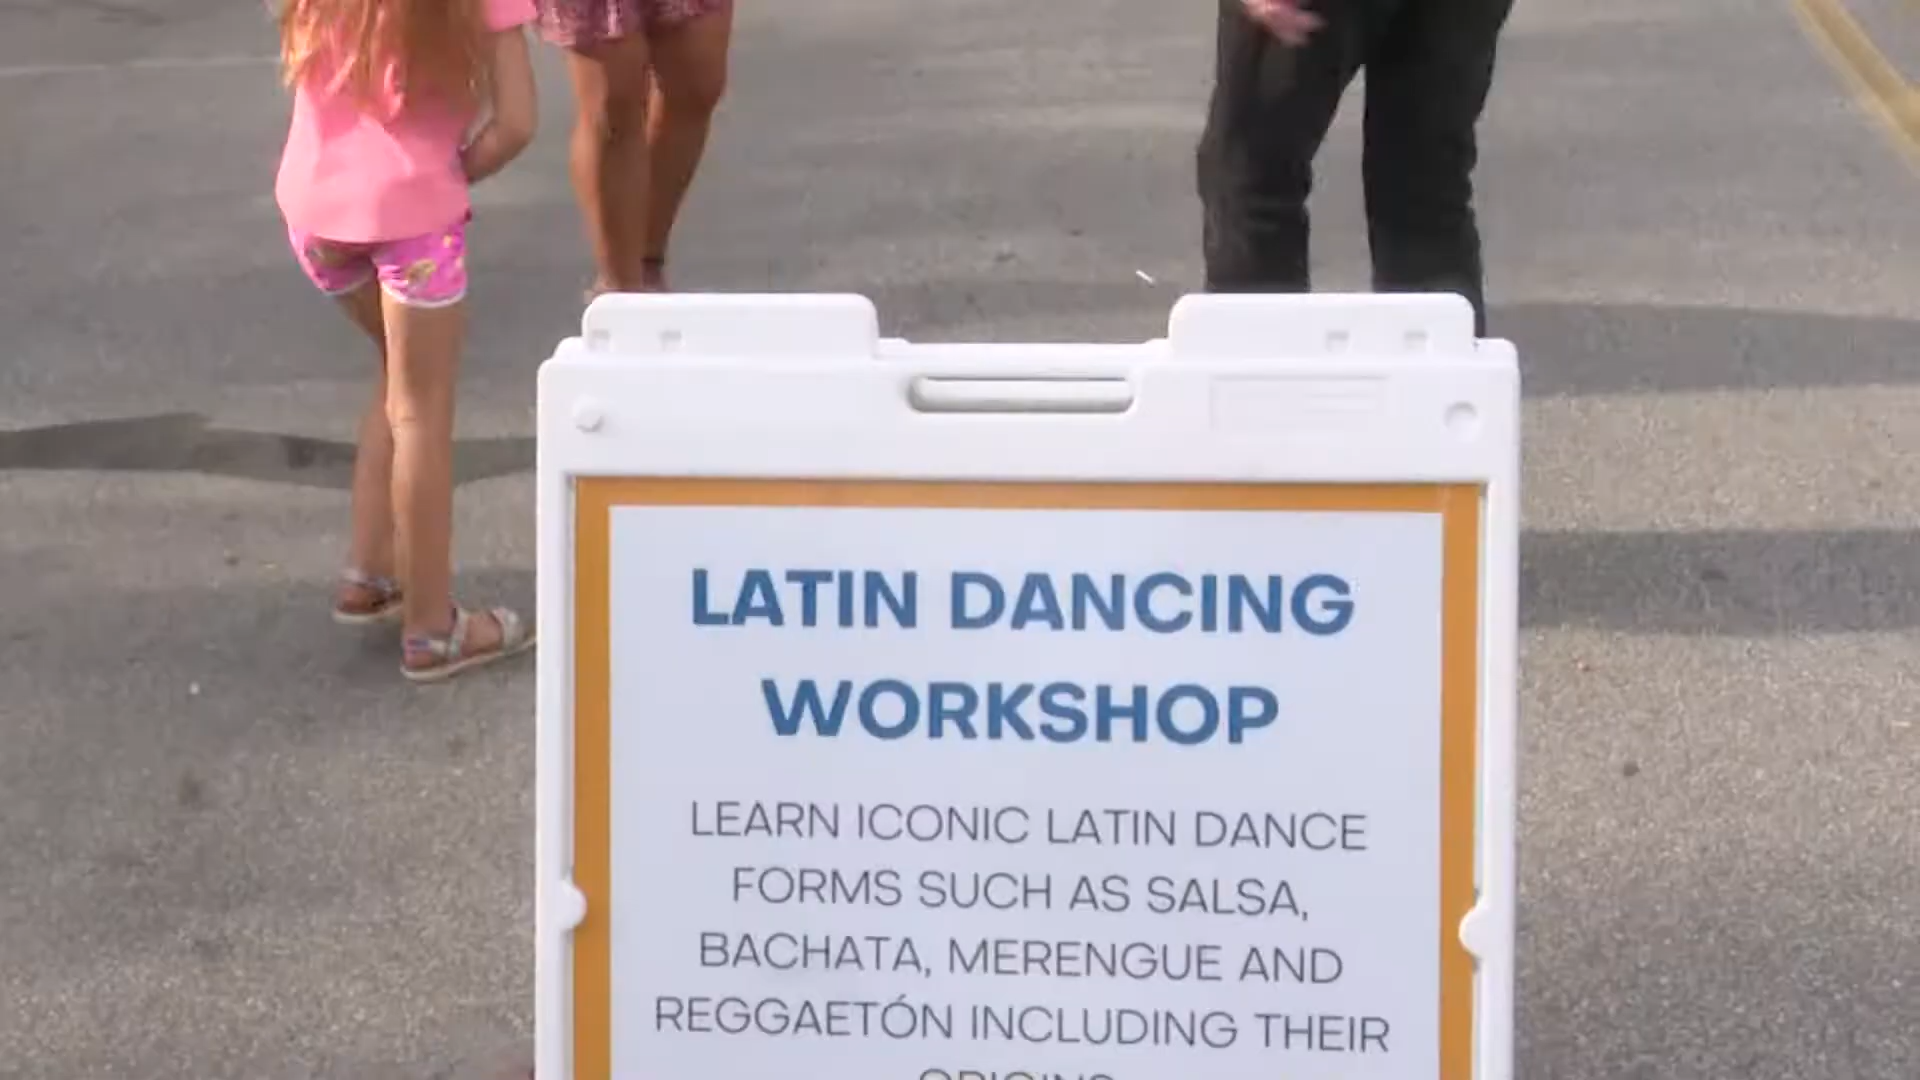 LATIN DANCING
WORKSHOP
LEARN ICONIC LATIN DANCE
FORMS SUCH AS SALSA,
BACHATA, MERENGUE AND
REGGAETÓN INCLUDING THEIR